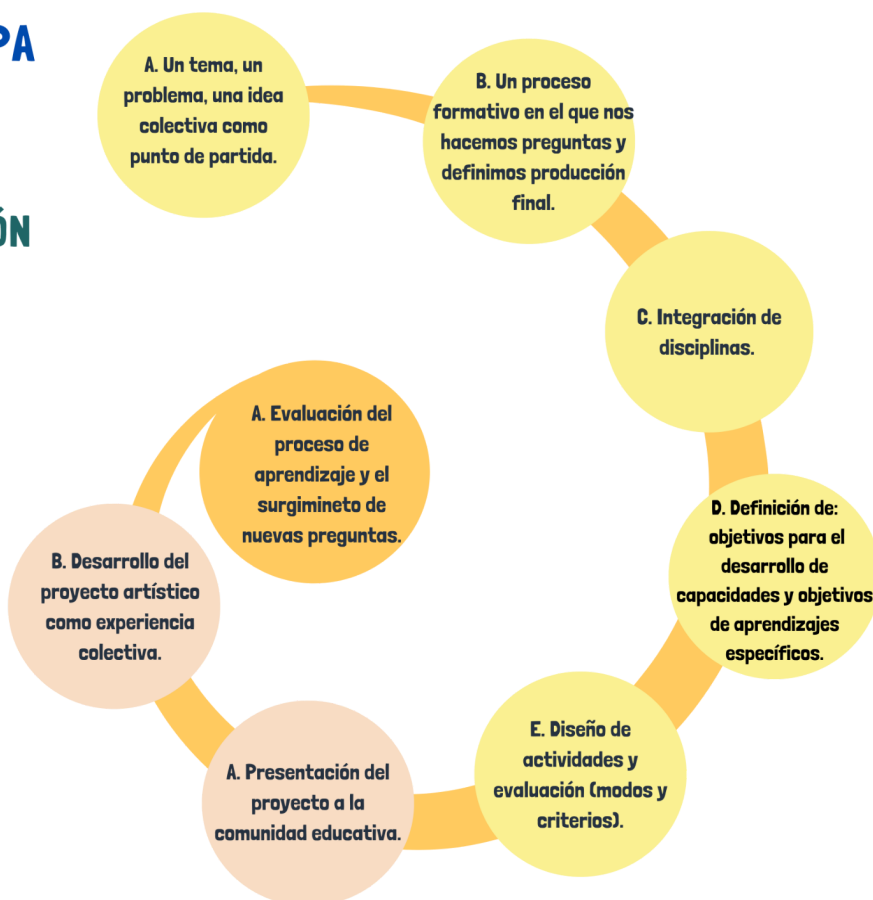 PA
ÓN
A. Un tema, un
problema, una idea
colectiva como
punto de partida.
B. Un proceso
formativo en el que nos
hacemos preguntas y
definimos producción
final.
C. Integración de
disciplinas.
D. Definición de:
objetivos para el
desarrollo de
capacidades y objetivos
de aprendizajes
específicos.
E. Diseño de
actividades y
evaluación (modos y
criterios).
A. Presentación del
proyecto a la
comunidad educativa.
B. Desarrollo del
proyecto artístico
como experiencia
colectiva.
A. Evaluación del
proceso de
aprendizaje y el
surgimineto de
nuevas preguntas.